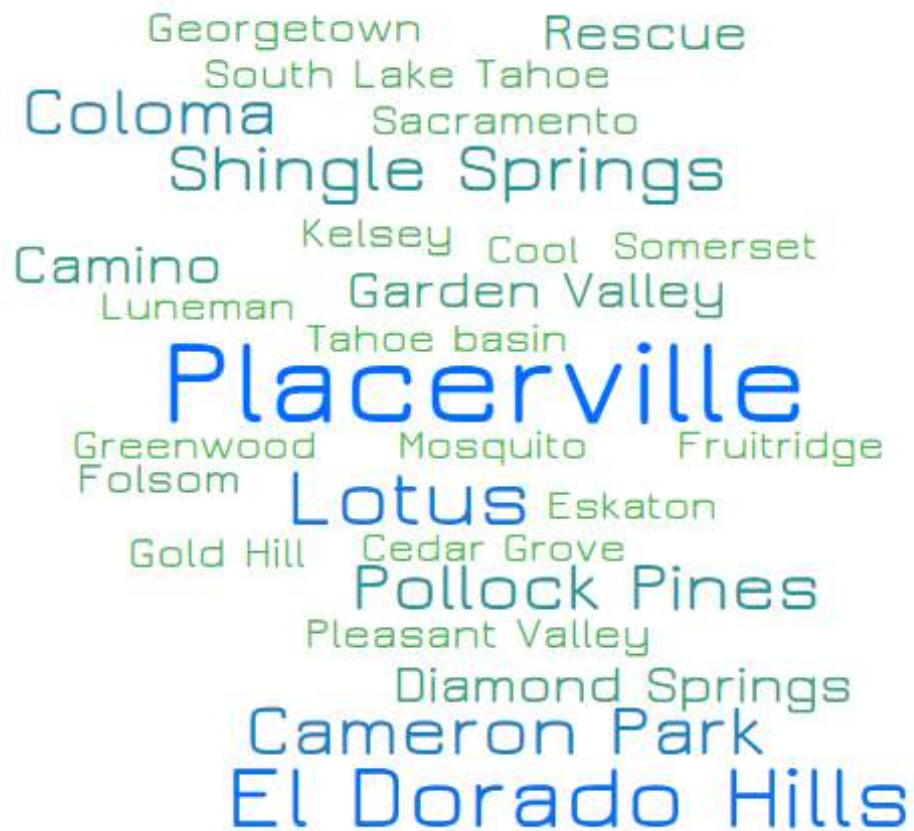 Georgetown Rescue
South Lake Tahoe
Coloma Sacramento
Shingle Springs
Kelsey Cool Somerset
Camino Garden Valley
Luneman
Tahoe basin
Placerville
Greenwood Mosquito Fruitridge
Folsom Lotus Eskaton
Gold Hill Cedar Grove
Pollock Pines
Pleasant Valley
Diamond Springs
Cameron Park
El Dorado Hills